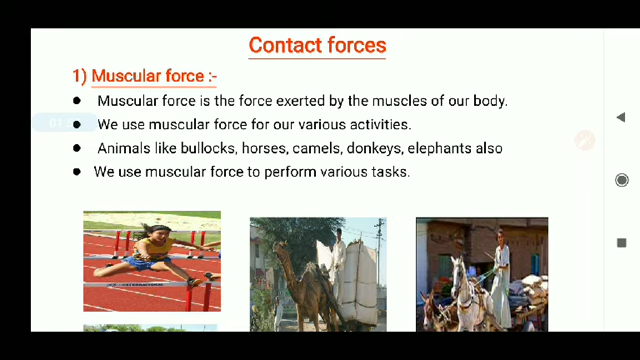 Contact forces
1) Muscular force :-
● Muscular force is the force exerted by the muscles of our body.
● We use muscular force for our various activities.
● Animals like bullocks, horses, camels, donkeys, elephants also
● We use muscular force to perform various tasks.